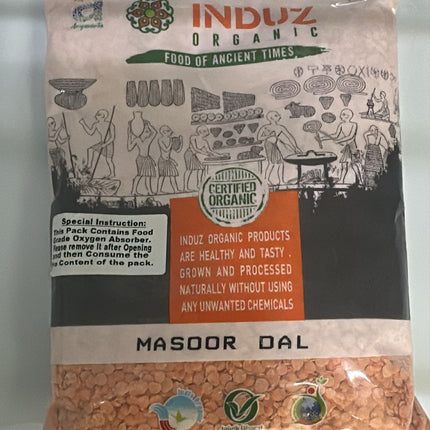 INDUZ
ORGANIC
FOOD OF ANCIENT TIMES
CERTIFIED
ORGANIC
Special Instruction:
This Pack Contains Food
Grade Oxygen Absorber.
Please remove it after Opening
and then Consume the
Content of the pack.
INDUZ ORGANIC PRODUCTS
ARE HEALTHY AND TASTY .
GROWN AND PROCESSED
NATURALLY WITHOUT USING
ANY UNWANTED CHEMICALS
MASOOR DAL